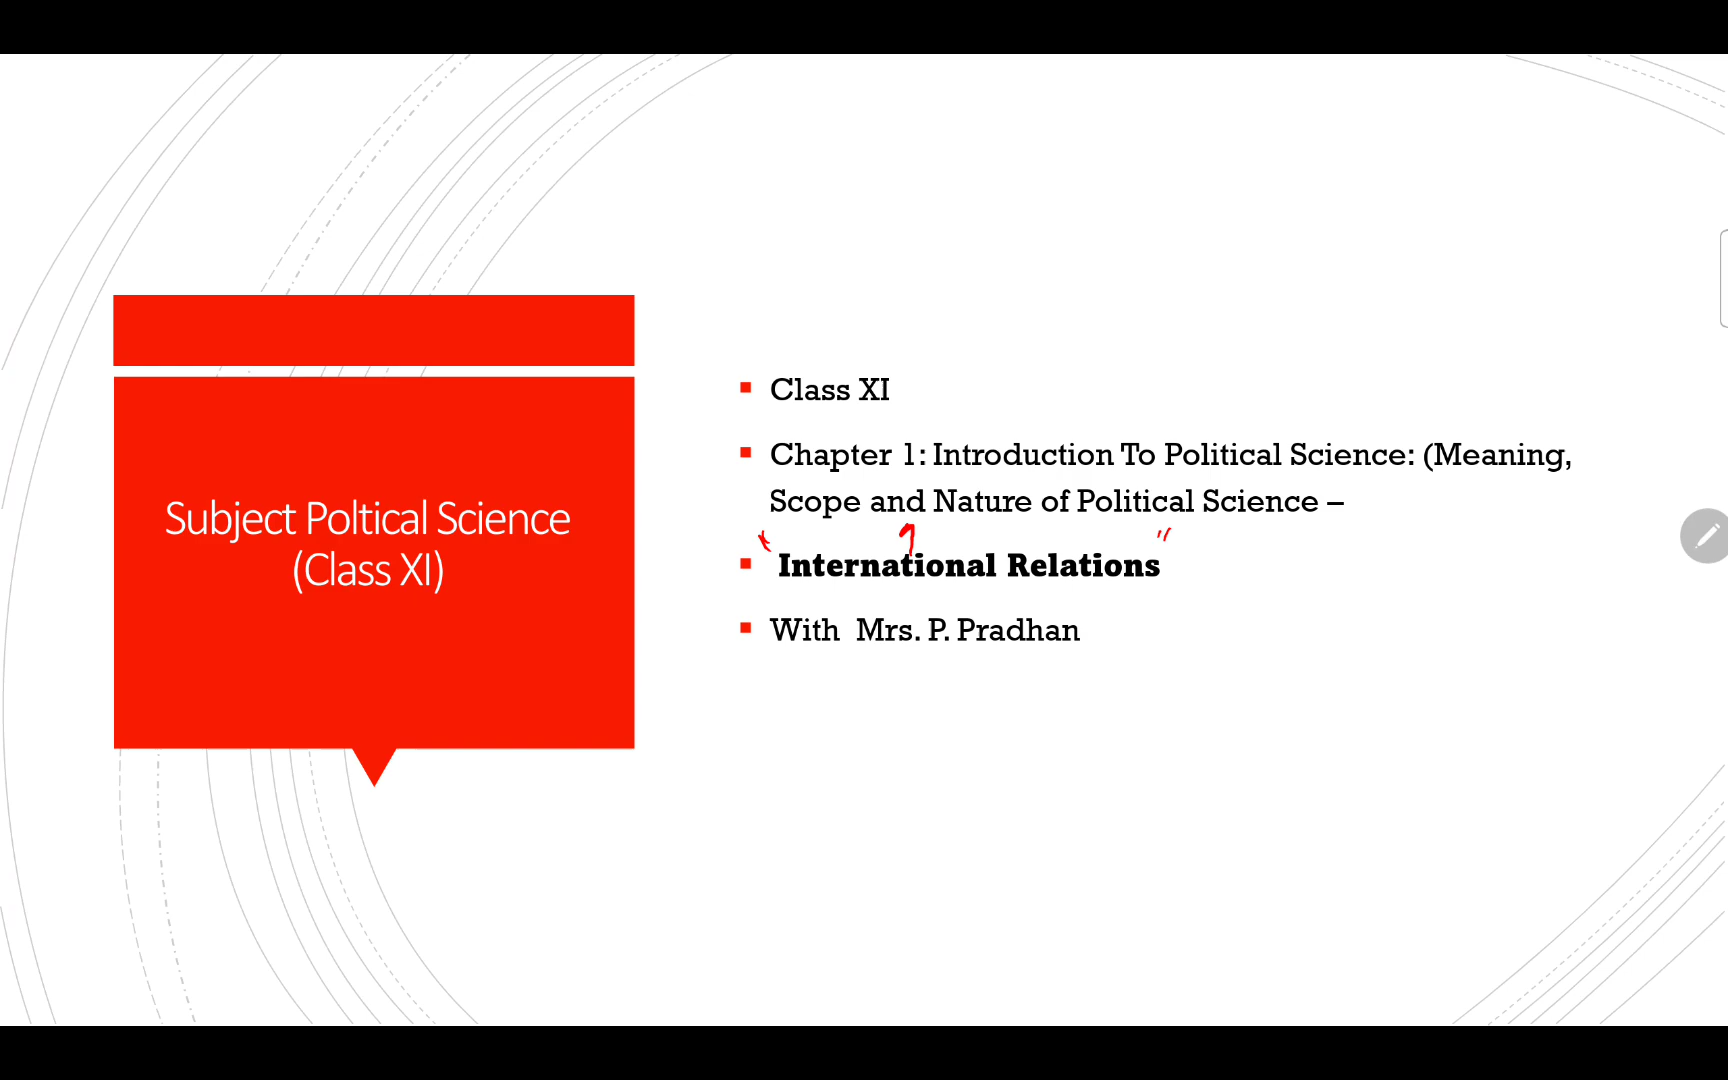 Subject Poltical Science
(Class XI)
Class XI
Chapter 1: Introduction To Political Science: (Meaning,
Scope and Nature of Political Science –
International Relations
With Mrs. P. Pradhan